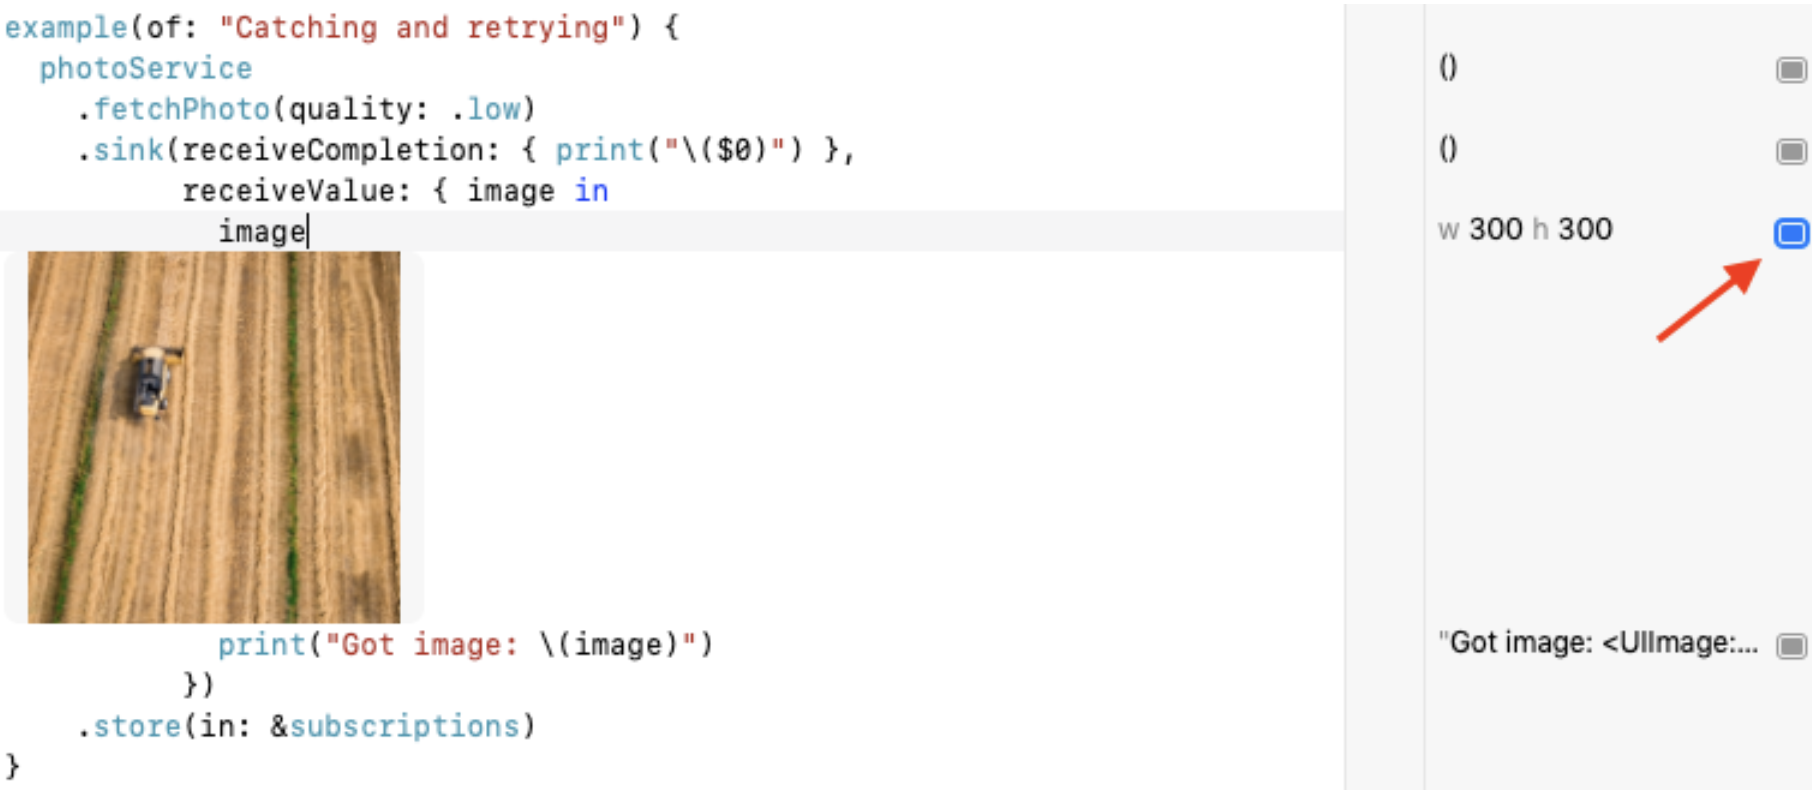 example(of: "Catching and retrying") {
photoService
()
.fetchPhoto(quality: .low)
.sink(receiveCompletion: { print("\($0)") },
()
receiveValue: { image in
image
w 300 h 300
print("Got image: \(image)")
"Got image: <UIImage:...
})
.store(in: &subscriptions)
}